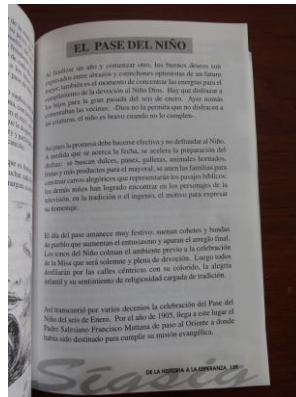 EL PASE DEL NIÑO
Al finalizar un año y comenzar otro, los buenos deseos son
expresados entre abrazos y estrechones optimistas de un futuro
mejor; también es el momento de concentrar las energías para el
cumplimiento de la devoción al Niño Dios. Hay que disfrazar a
los hijos para la gran pasada del seis de enero. Ayer nomás
comentaban las vecinas: -Dios no la permita que no disfracen a
las criaturas, el niño es bravo cuando no lo cumplen-.
Así pues la promesa debe hacerse efectiva y no defraudar al Niño.
A medida que se acerca la fecha, se acelera la preparación del
disfraz: se buscan dulces, panes, galletas, animales hornados,
frutas y más productos para el mayoral; se unen las familias para
construir carros alegóricos que representarán los pasajes bíblicos;
los demás niños han logrado encontrar en los personajes de la
televisión, en la tradición o el ingenio, el motivo para expresar
su homenaje.
El día del pase amanece muy festivo: suenan cohetes y bandas
de pueblo que aumentan el entusiasmo y apuran el arreglo final.
Los tonos del Niño colman el ambiente previo a la celebración
de la Misa que será solemne y plena de devoción. Luego todos
desfilarán por las calles céntricas con su colorido, la alegría
infantil y su sentimiento de religiosidad cargada de tradición.
Así transcurrió por varios decenios la celebración del Pase del
Niño del seis de Enero. Por el año de 1905, llega a este lugar el
Padre Salesiano Francisco Mattana de paso al Oriente a donde
había sido destinado para cumplir su misión evangélica.
DE LA HISTORIA A LA ESPERANZA,